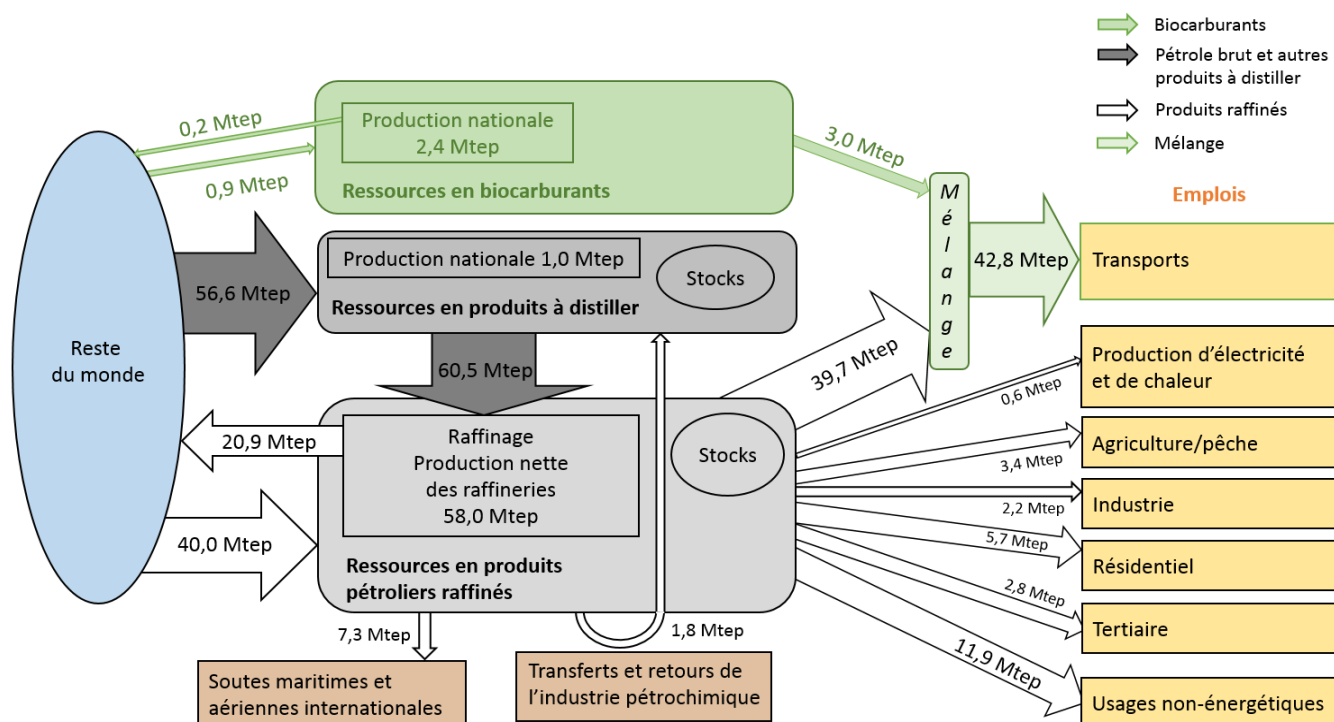 Biocarburants
Pétrole brut et autres
produits à distiller
Produits raffinés
Mélange
0,2 Mtep
0,9 Mtep
Production nationale
2,4 Mtep
Ressources en biocarburants
3,0 Mtep
Mélange
Emplois
42,8 Mtep
Transports
56,6 Mtep
Production nationale 1,0 Mtep
Stocks
Ressources en produits à distiller
Reste
du monde
60,5 Mtep
39,7 Mtep
20,9 Mtep
Raffinage
Production nette
des raffineries
58,0 Mtep
Stocks
40,0 Mtep
Ressources en produits
pétroliers raffinés
0,6 Mtep
Production d'électricité
et de chaleur
3,4 Mtep
Agriculture/pêche
2,2 Mtep
Industrie
5,7 Mtep
Résidentiel
2,8 Mtep
Tertiaire
11,9 Mtep
Usages non-énergétiques
7,3 Mtep
1,8 Mtep
Soutes maritimes et
aériennes internationales
Transferts et retours de
l'industrie pétrochimique